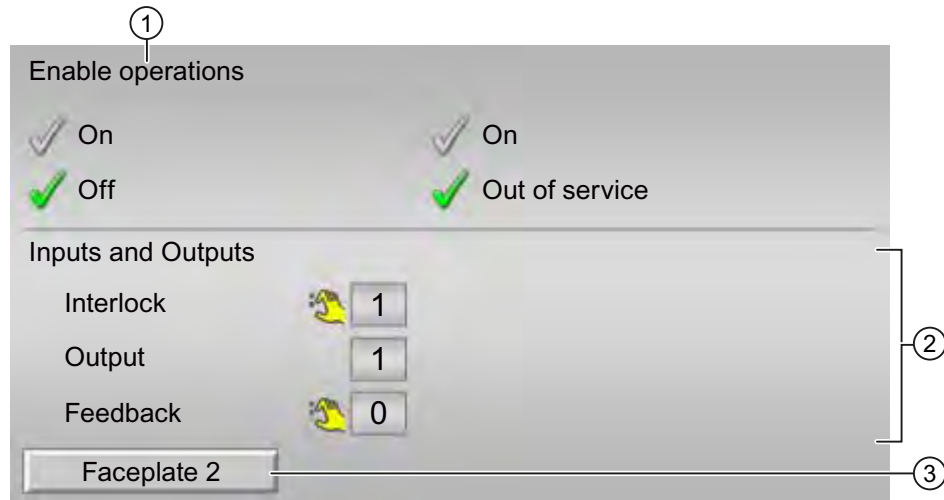 1
Enable operations
On On
Off Out of service
Inputs and Outputs
Interlock 1
Output 1
2
Feedback 0
Faceplate 2
3